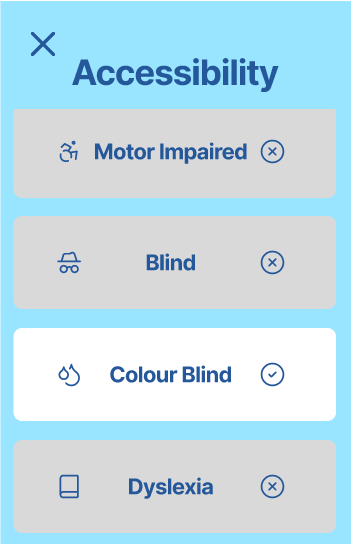 Accessibility
Motor Impaired
Blind
Colour Blind
Dyslexia